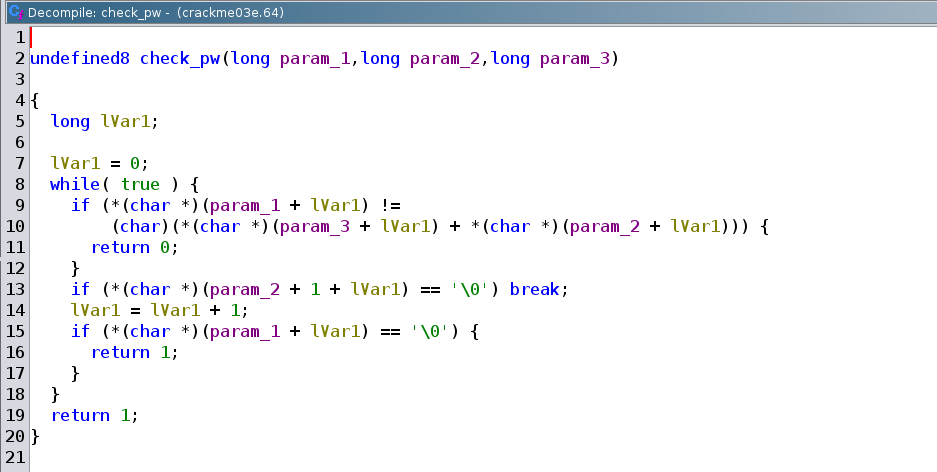 Decompile: check_pw - (crackme03e.64)
1
2 undefined8 check_pw(long param_1,long param_2,long param_3)
3
4 {
5   long lVar1;
6
7   lVar1 = 0;
8   while( true ) {
9     if (*(char *)(param_1 + lVar1) !=
10         (char)(*(char *)(param_3 + lVar1) + *(char *)(param_2 + lVar1))) {
11       return 0;
12     }
13     if (*(char *)(param_2 + 1 + lVar1) == '\0') break;
14     lVar1 = lVar1 + 1;
15     if (*(char *)(param_1 + lVar1) == '\0') {
16       return 1;
17     }
18   }
19   return 1;
20 }
21